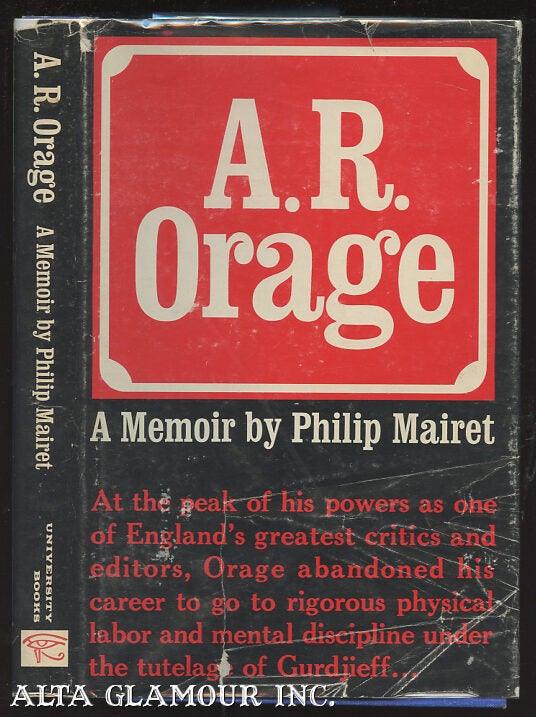 A. R. Orage A Memoir by Philip Mairet
UNIVERSITY
BOOKS
A.R.
Orage
A Memoir by Philip Mairet
At the peak of his powers as one
of England's greatest critics and
editors, Orage abandoned his
career to go to rigorous physical
labor and mental discipline under
the tutelage of Gurdjieff...
ALTA GLAMOUR INC.